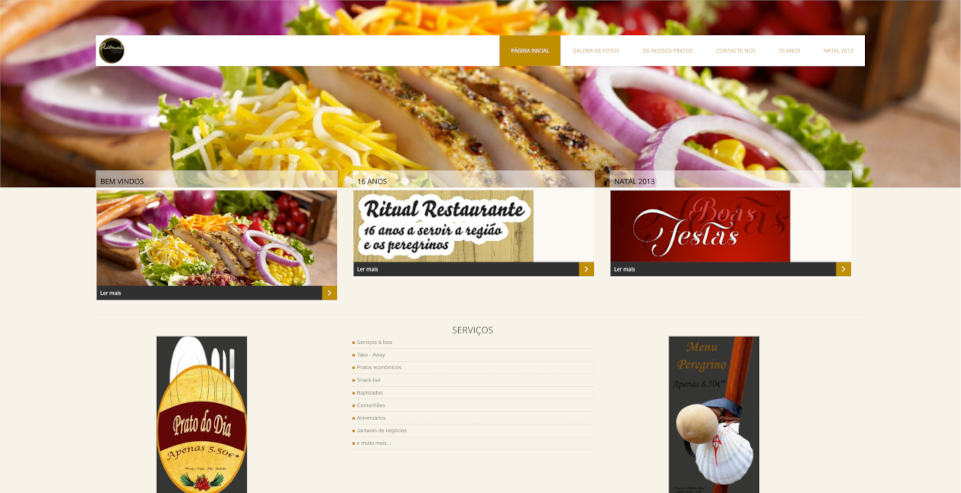 Ritual
PÁGINA INICIAL
GALERIA DE FOTOS
OS NOSSOS PRATOS
CONTACTE-NOS
16 ANOS
NATAL 2013
BEM VINDOS
16 ANOS
NATAL 2013
Ritual Restaurante
16 anos a servir a região
e os peregrinos
Boas
Festas
Ler mais
Ler mais
Ler mais
SERVIÇOS
Serviços á lista
Take - Away
Pratos económicos
Snack-bar
Baptizados
Comunhões
Aniversários
Jantares de negócios
e muito mais...
Prato do Dia
Apenas 5.50€*
Menu
Peregrino
Apenas 8.50€*